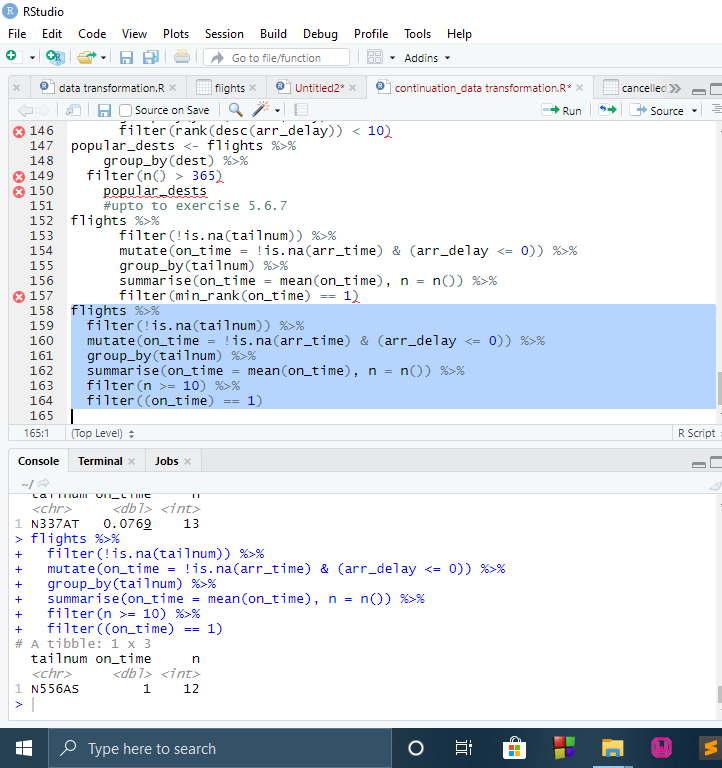 RStudio
File Edit Code View Plots Session Build Debug Profile Tools Help
Go to file/function Addins
data transformation.R flights Untitled2* continuation_data transformation.R* cancelled
Source on Save Run Source
146 filter(rank(desc(arr_delay)) < 10)
147 popular_dests <- flights %>%
148 group_by(dest) %>%
149 filter(n() > 365)
150 popular_dests
151 #upto to exercise 5.6.7
152 flights %>%
153 filter(!is.na(tailnum)) %>%
154 mutate(on_time = !is.na(arr_time) & (arr_delay <= 0)) %>%
155 group_by(tailnum) %>%
156 summarise(on_time = mean(on_time), n = n()) %>%
157 filter(min_rank(on_time) == 1)
158 flights %>%
159 filter(!is.na(tailnum)) %>%
160 mutate(on_time = !is.na(arr_time) & (arr_delay <= 0)) %>%
161 group_by(tailnum) %>%
162 summarise(on_time = mean(on_time), n = n()) %>%
163 filter(n >= 10) %>%
164 filter((on_time) == 1)
165
165:1 (Top Level) R Script
Console Terminal Jobs
~/
tailnum on_time n
<chr> <dbl> <int>
1 N337AT 0.0769 13
> flights %>%
+ filter(!is.na(tailnum)) %>%
+ mutate(on_time = !is.na(arr_time) & (arr_delay <= 0)) %>%
+ group_by(tailnum) %>%
+ summarise(on_time = mean(on_time), n = n()) %>%
+ filter(n >= 10) %>%
+ filter((on_time) == 1)
# A tibble: 1 x 3
tailnum on_time n
<chr> <dbl> <int>
1 N556AS 1 12
>
Type here to search